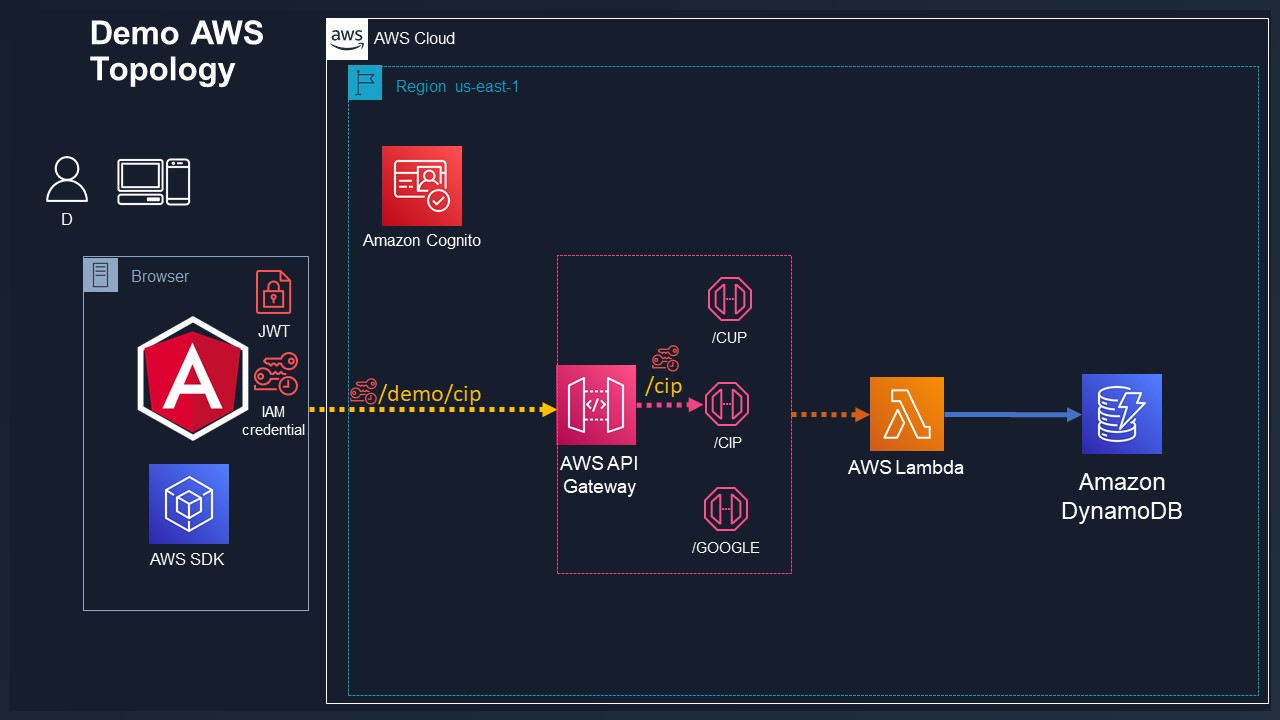 Demo AWS
Topology
aws
AWS Cloud
Region us-east-1
D
Amazon Cognito
Browser
JWT
IAM
credential
AWS SDK
/demo/cip
AWS API
Gateway
/cip
/CUP
/CIP
/GOOGLE
AWS Lambda
Amazon
DynamoDB